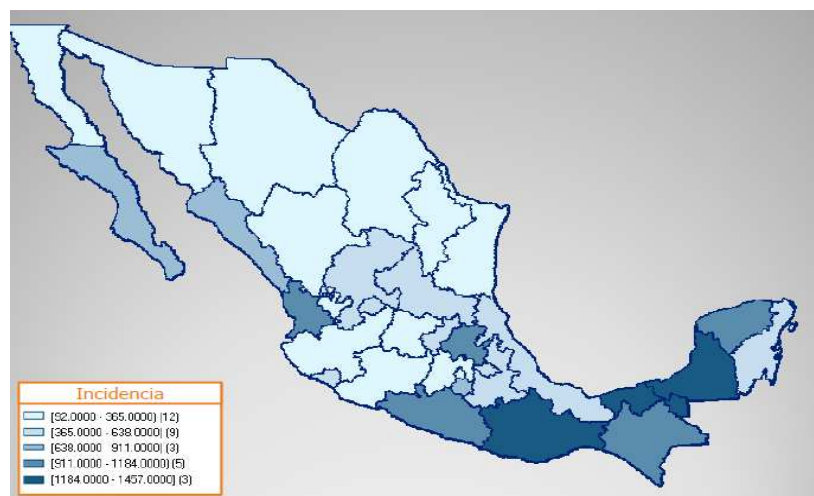 Incidencia
[92.0000 - 365.0000) (12)
[365.0000 - 638.0000) (9)
[638.0000 - 911.0000) (3)
[911.0000 - 1184.0000) (5)
[1184.0000 - 1457.0000] (3)